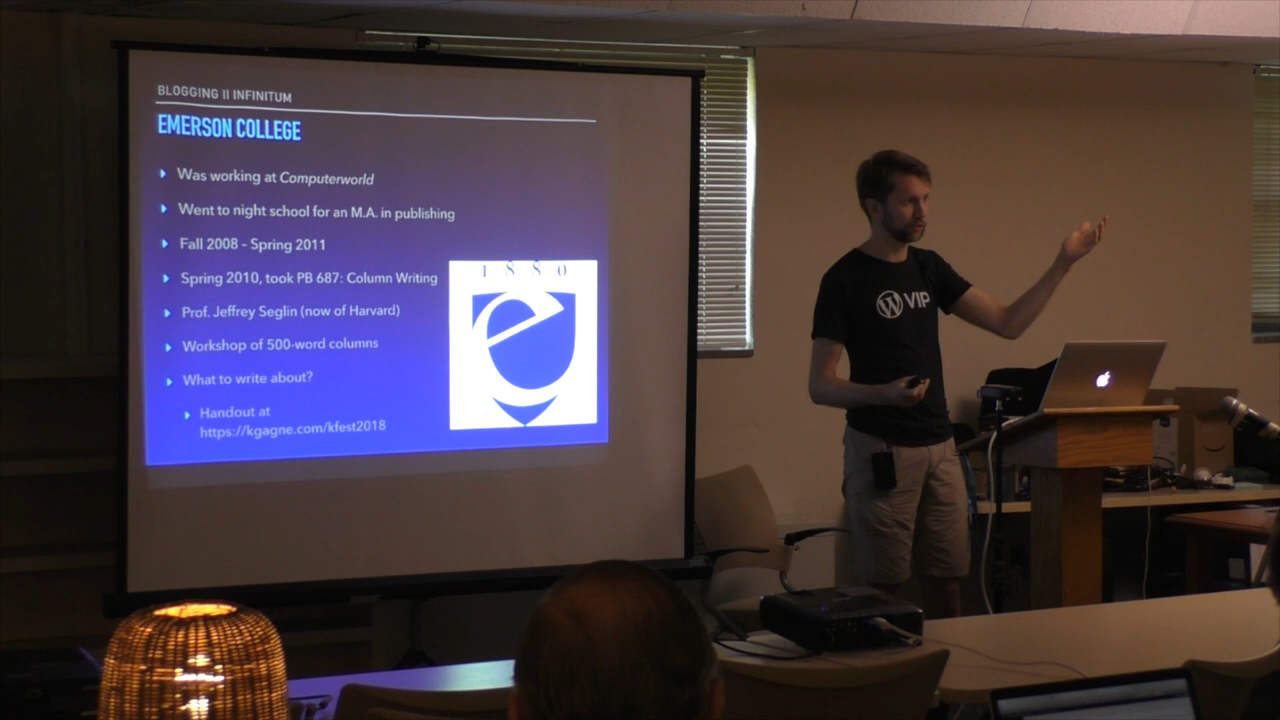 BLOGGING II INFINITUM
EMERSON COLLEGE
Was working at Computerworld
Went to night school for an M.A. in publishing
Fall 2008 – Spring 2011
Spring 2010, took PB 687: Column Writing
Prof. Jeffrey Seglin (now of Harvard)
Workshop of 500-word columns
What to write about?
Handout at
https://kgagne.com/kfest2018
1880
e
W VIP